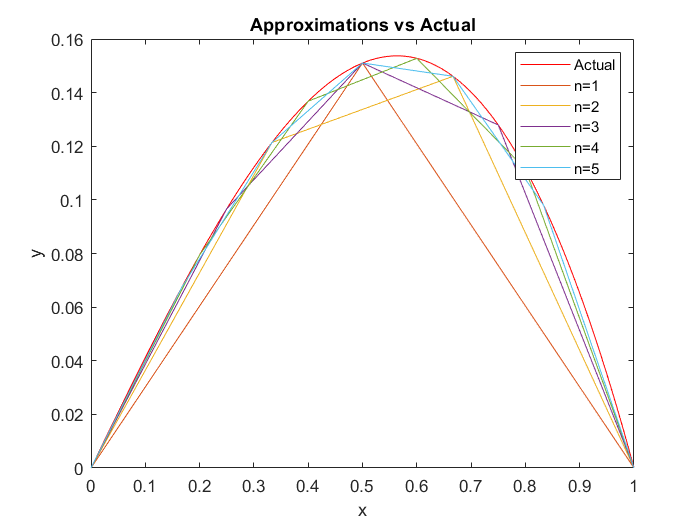 Approximations vs Actual
0.16
0.14
0.12
0.1
0.08
0.06
0.04
0.02
0
y
Actual
n=1
n=2
n=3
n=4
n=5
0 0.1 0.2 0.3 0.4 0.5 0.6 0.7 0.8 0.9 1
x